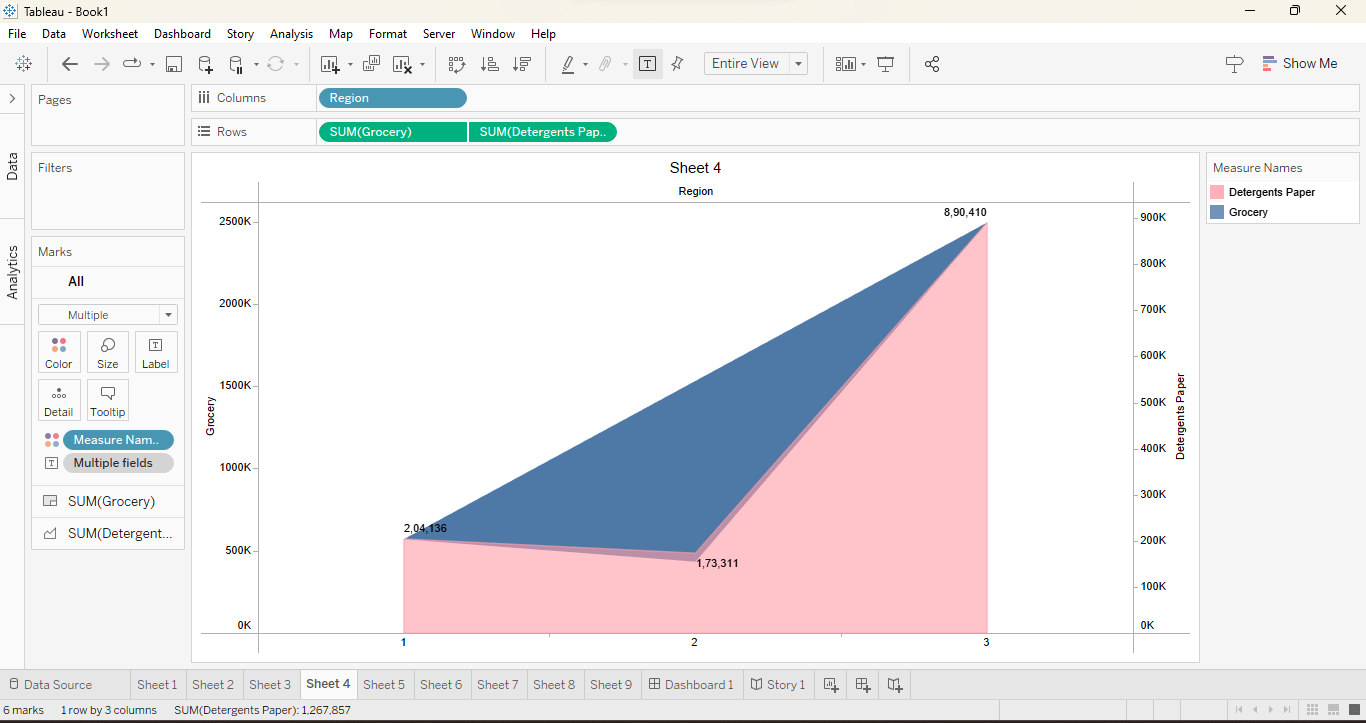 Tableau - Book1
File Data Worksheet Dashboard Story Analysis Map Format Server Window Help
Entire View
Show Me
Pages
Columns
Region
Rows
SUM(Grocery)
SUM(Detergents Pap..
Data
Analytics
Filters
Marks
All
Multiple
Color
Size
Label
Detail
Tooltip
Measure Nam..
Multiple fields
SUM(Grocery)
SUM(Detergent...
Sheet 4
Region
Grocery
2500K
2000K
1500K
1000K
500K
0K
8,90,410
2,04,136
1,73,311
1
2
3
900K
800K
700K
600K
500K
400K
300K
200K
100K
0K
Detergents Paper
Measure Names
Detergents Paper
Grocery
Data Source Sheet 1 Sheet 2 Sheet 3 Sheet 4 Sheet 5 Sheet 6 Sheet 7 Sheet 8 Sheet 9 Dashboard 1 Story 1
6 marks 1 row by 3 columns SUM(Detergents Paper): 1,267,857